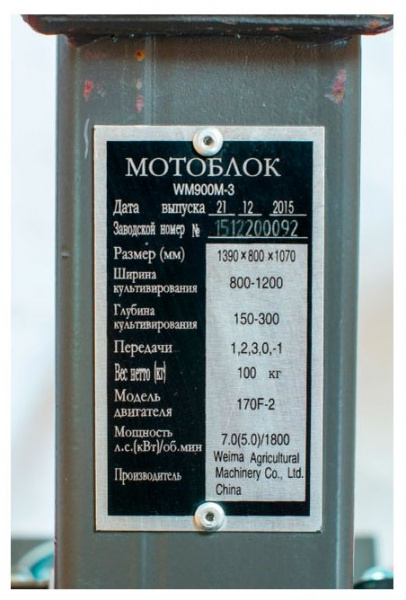 МОТОБЛОК
WM900M-3
Дата выпуска 21 12 2015
Заводской номер № 1512200092
Размер (мм) 1390×800×1070
Ширина
культивирования 800-1200
Глубина
культивирования 150-300
Передачи 1,2,3,0,-1
Вес нетто (кг) 100 кг
Модель
двигателя 170F-2
Мощность
л.с.(кВт)/об.мин 7.0(5.0)/1800
Производитель Weima Agricultural
Machinery Co., Ltd.
China